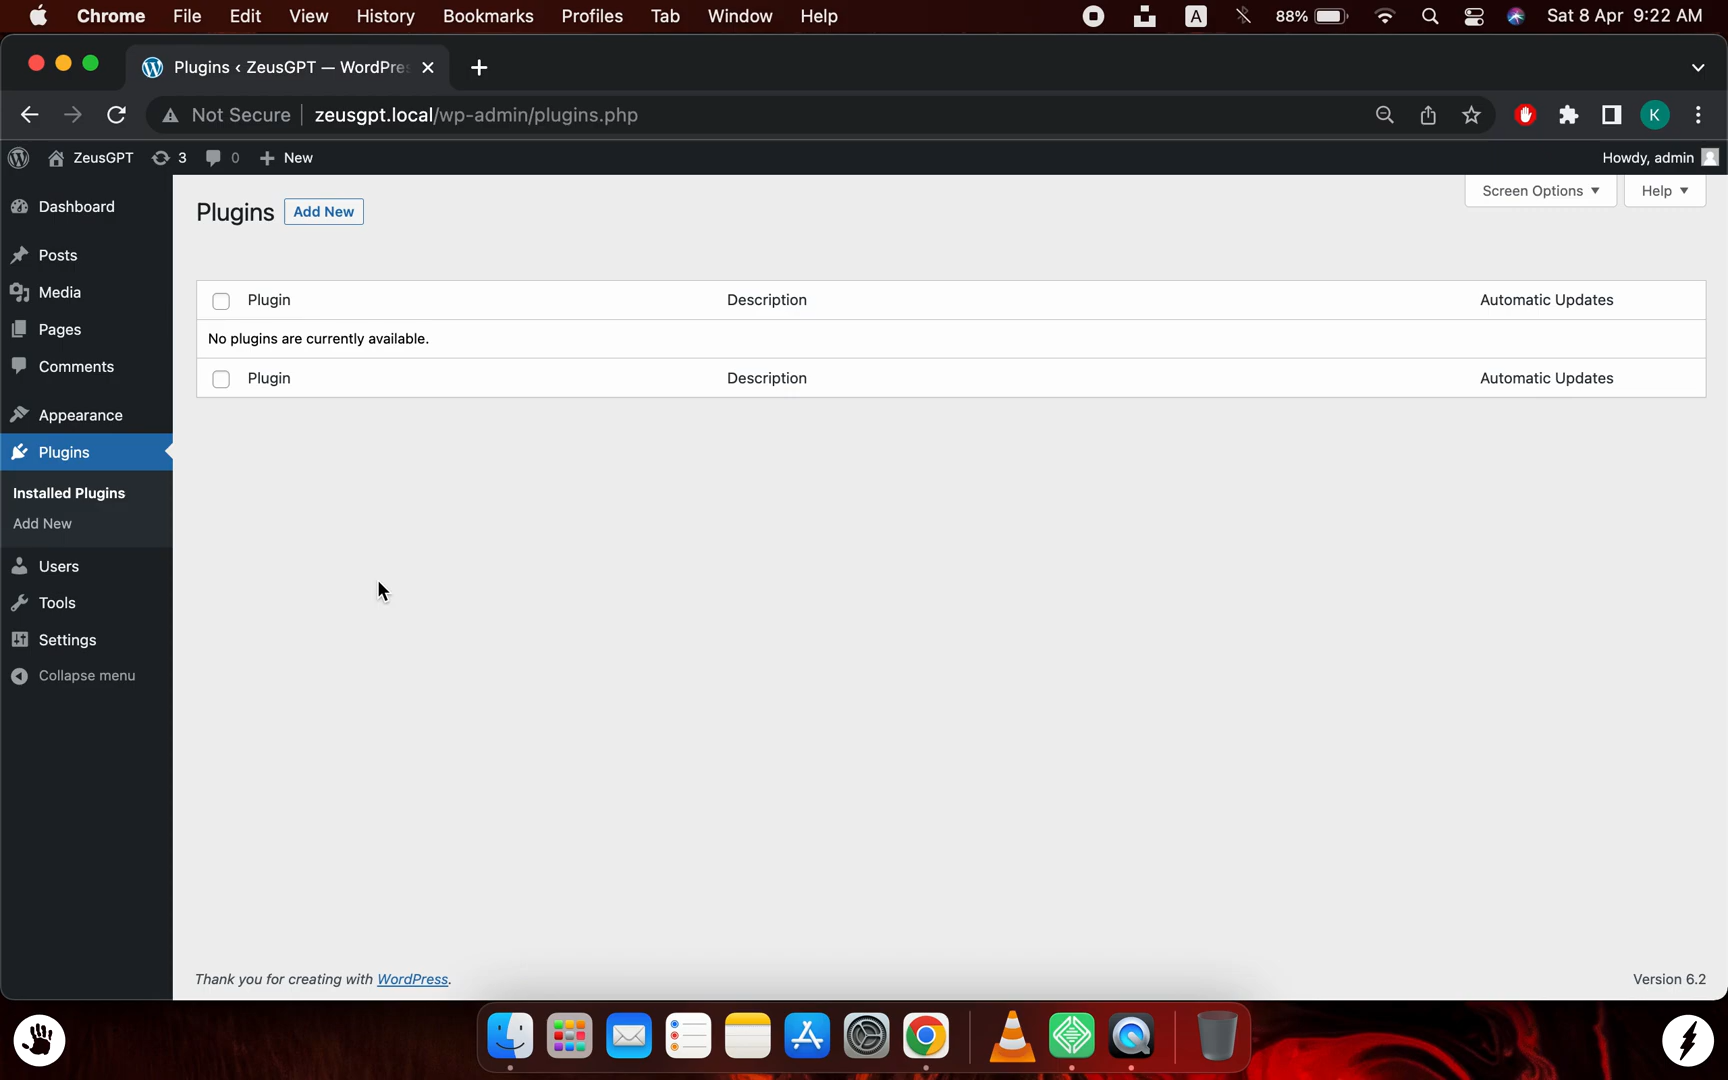 Chrome File Edit View History Bookmarks Profiles Tab Window Help A 88% Sat 8 Apr 9:22 AM
Plugins ‹ ZeusGPT — WordPre
Not Secure zeusgpt.local/wp-admin/plugins.php K
ZeusGPT 3 0 New Howdy, admin
Screen Options Help
Dashboard
Posts
Media
Pages
Comments
Appearance
Plugins
Installed Plugins
Add New
Users
Tools
Settings
Collapse menu
Plugins Add New
Plugin Description Automatic Updates
No plugins are currently available.
Plugin Description Automatic Updates
Thank you for creating with WordPress. Version 6.2